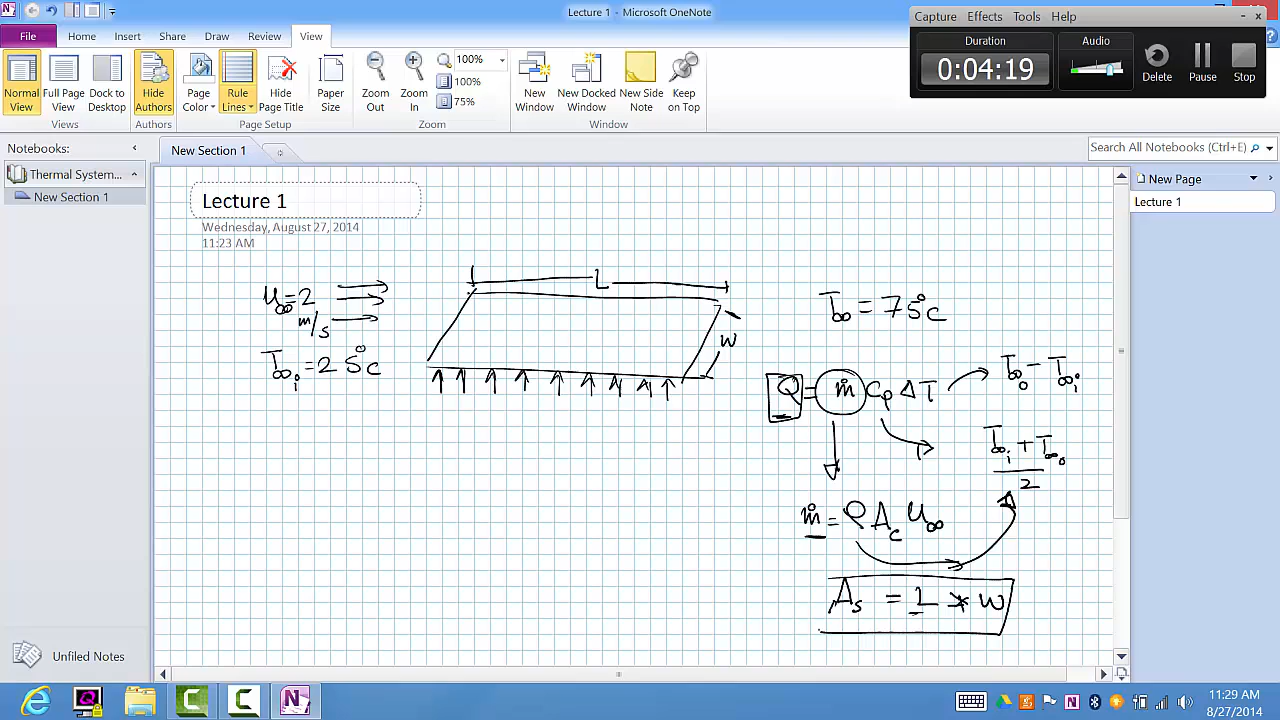 Lecture 1 - Microsoft OneNote
File Home Insert Share Draw Review View
Normal View
Full Page View
Dock to Desktop
Hide Authors
Page Color
Rule Lines
Hide Page Title
Paper Size
Zoom Out
Zoom In
100%
100%
75%
New Window
New Docked Window
New Side Note
Keep on Top
Views Authors Page Setup Zoom Window
Capture Effects Tools Help
Duration
0:04:19
Audio
Delete Pause Stop
Notebooks:
New Section 1
Search All Notebooks (Ctrl+E)
Thermal System...
New Section 1
New Page
Lecture 1
Lecture 1
Wednesday, August 27, 2014
11:23 AM
U∞=2
m/s
T∞i=25°C
L
W
T∞o = 75°C
Q = ṁ Cp ΔT
T∞o - T∞i
T∞i + T∞o
2
ṁ = ρ Ac U∞
As = L * W
Unfiled Notes
11:29 AM
8/27/2014